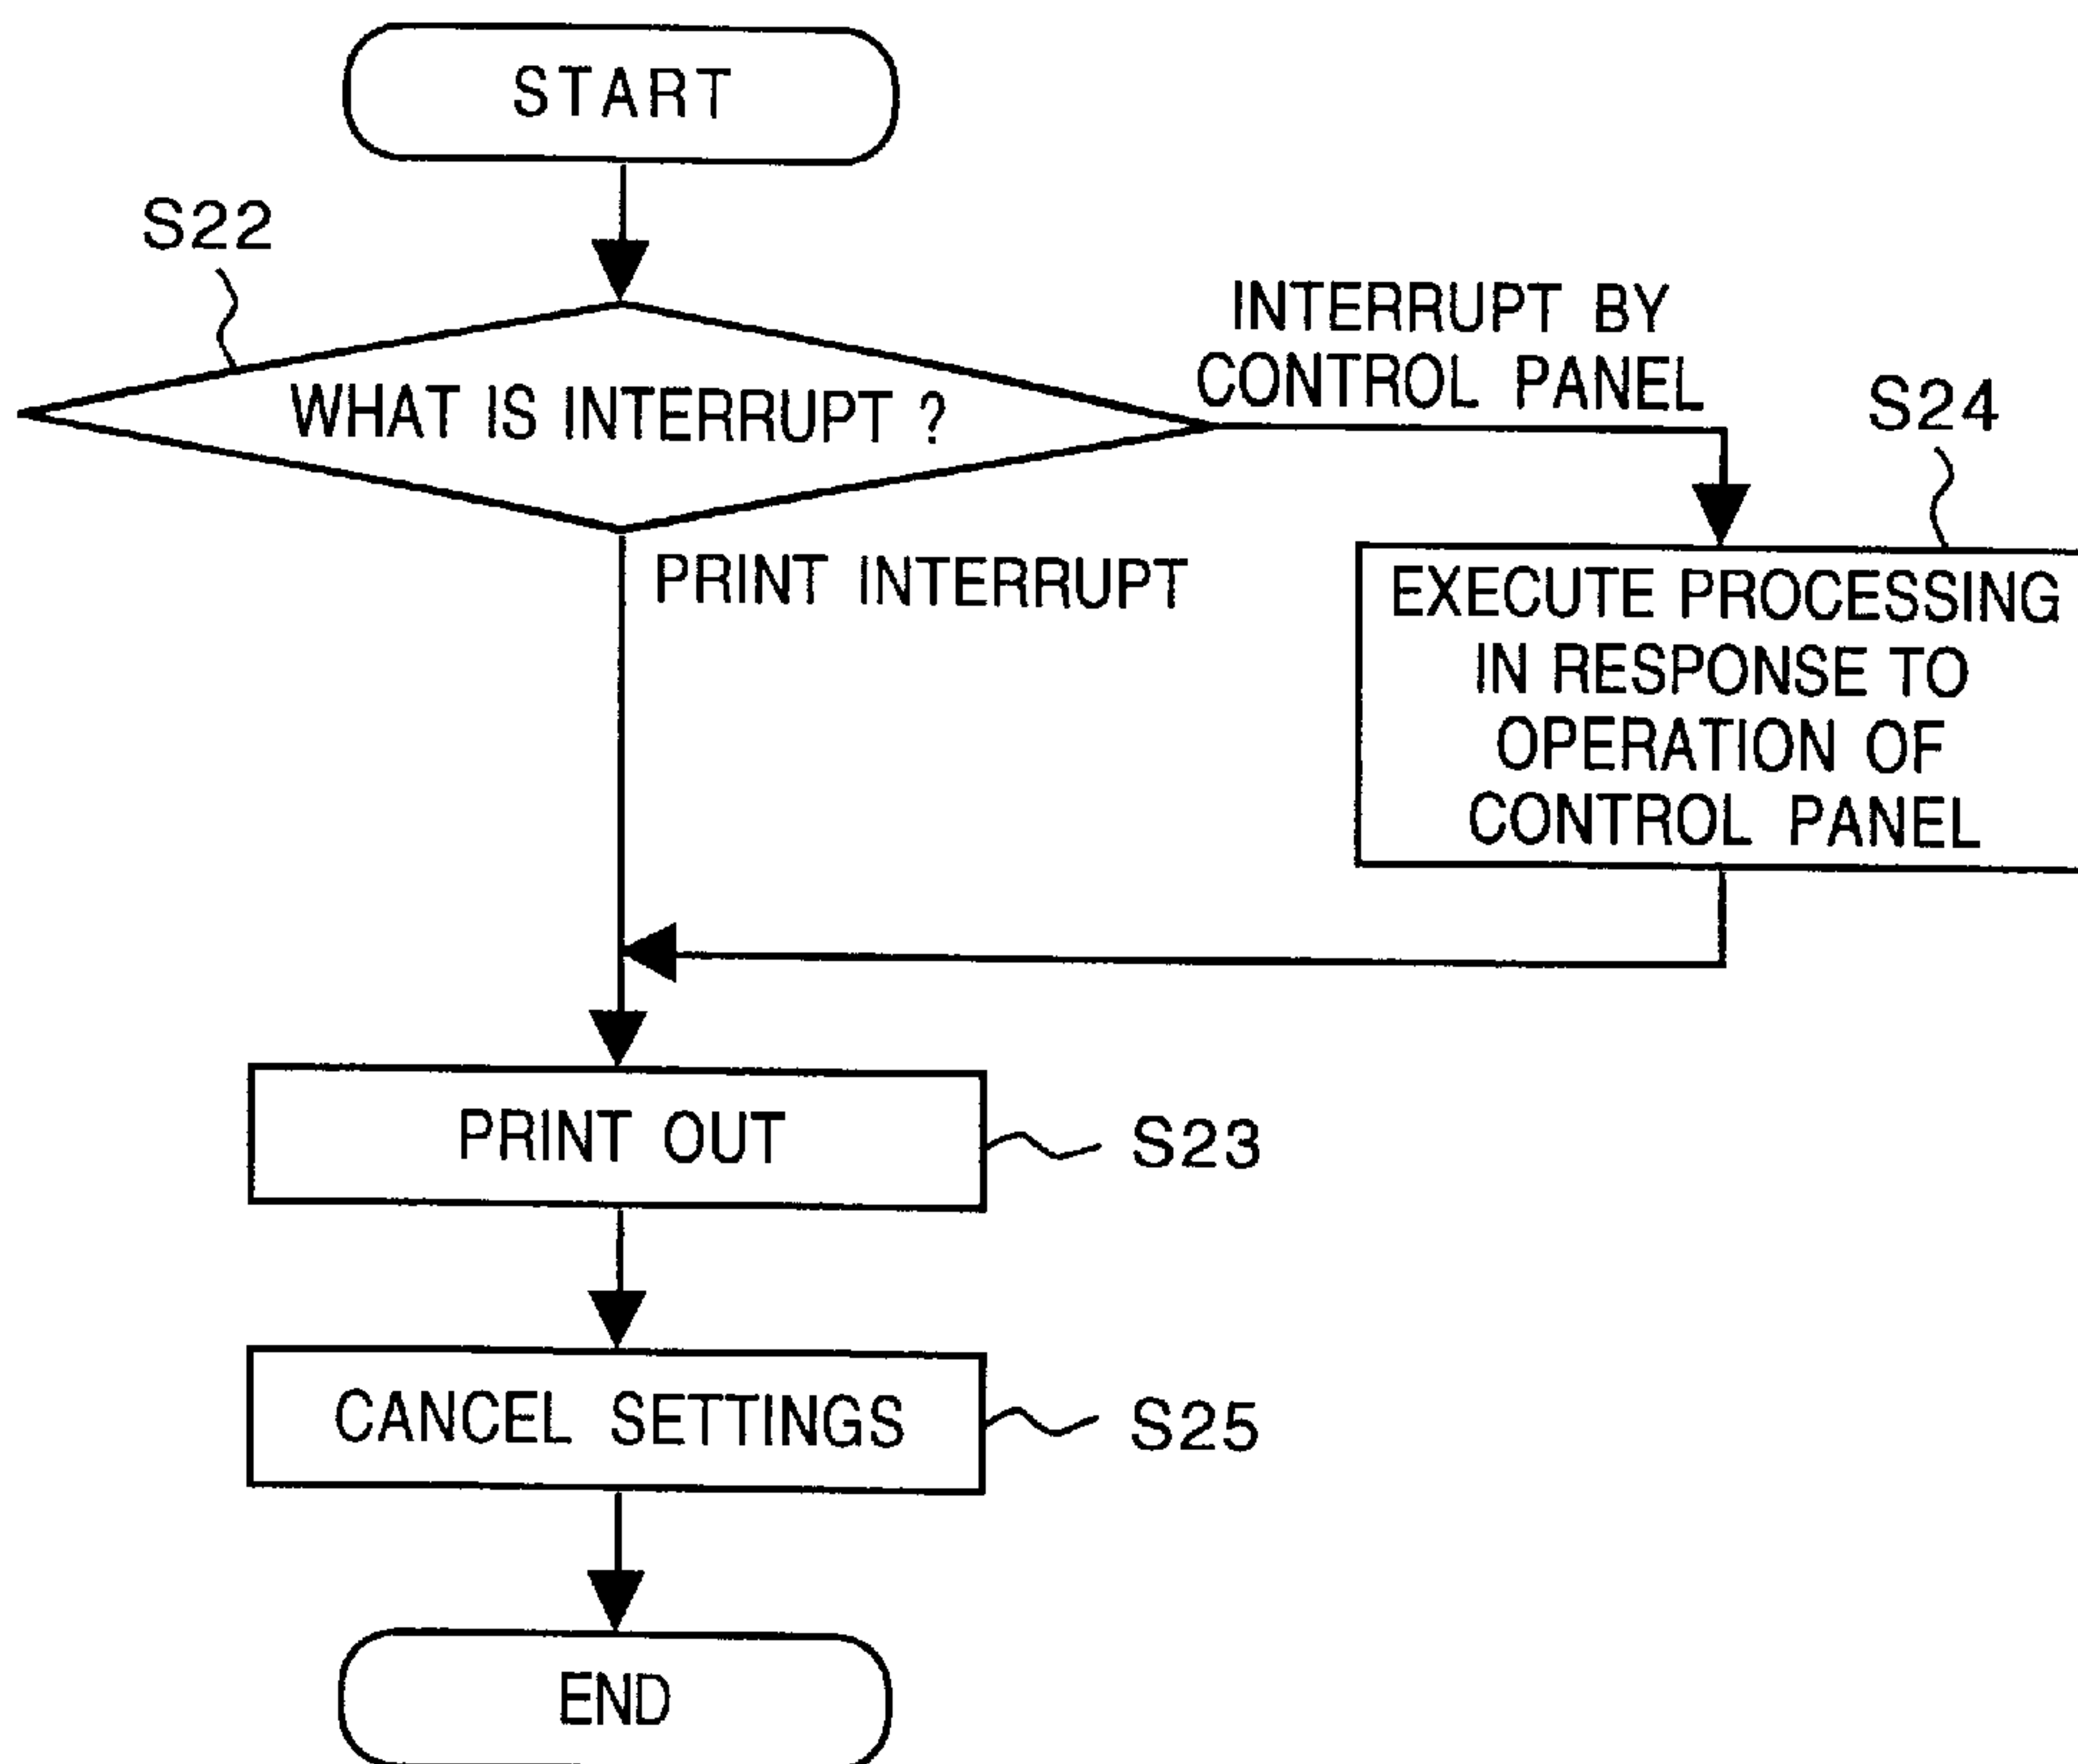 START
S22
WHAT IS INTERRUPT ?
INTERRUPT BY
CONTROL PANEL
S24
PRINT INTERRUPT
EXECUTE PROCESSING
IN RESPONSE TO
OPERATION OF
CONTROL PANEL
PRINT OUT
S23
CANCEL SETTINGS
S25
END